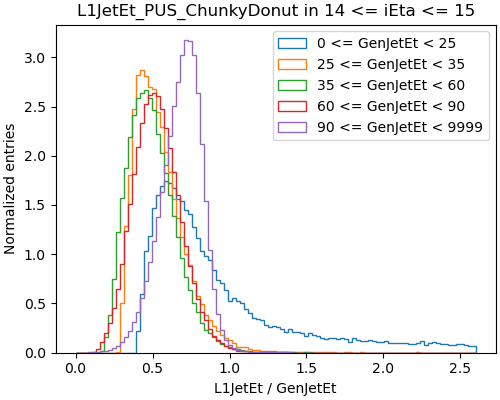 L1JetEt_PUS_ChunkyDonut in 14 <= iEta <= 15
0 <= GenJetEt < 25
25 <= GenJetEt < 35
35 <= GenJetEt < 60
60 <= GenJetEt < 90
90 <= GenJetEt < 9999
Normalized entries
3.0
2.5
2.0
1.5
1.0
0.5
0.0
0.0 0.5 1.0 1.5 2.0 2.5
L1JetEt / GenJetEt